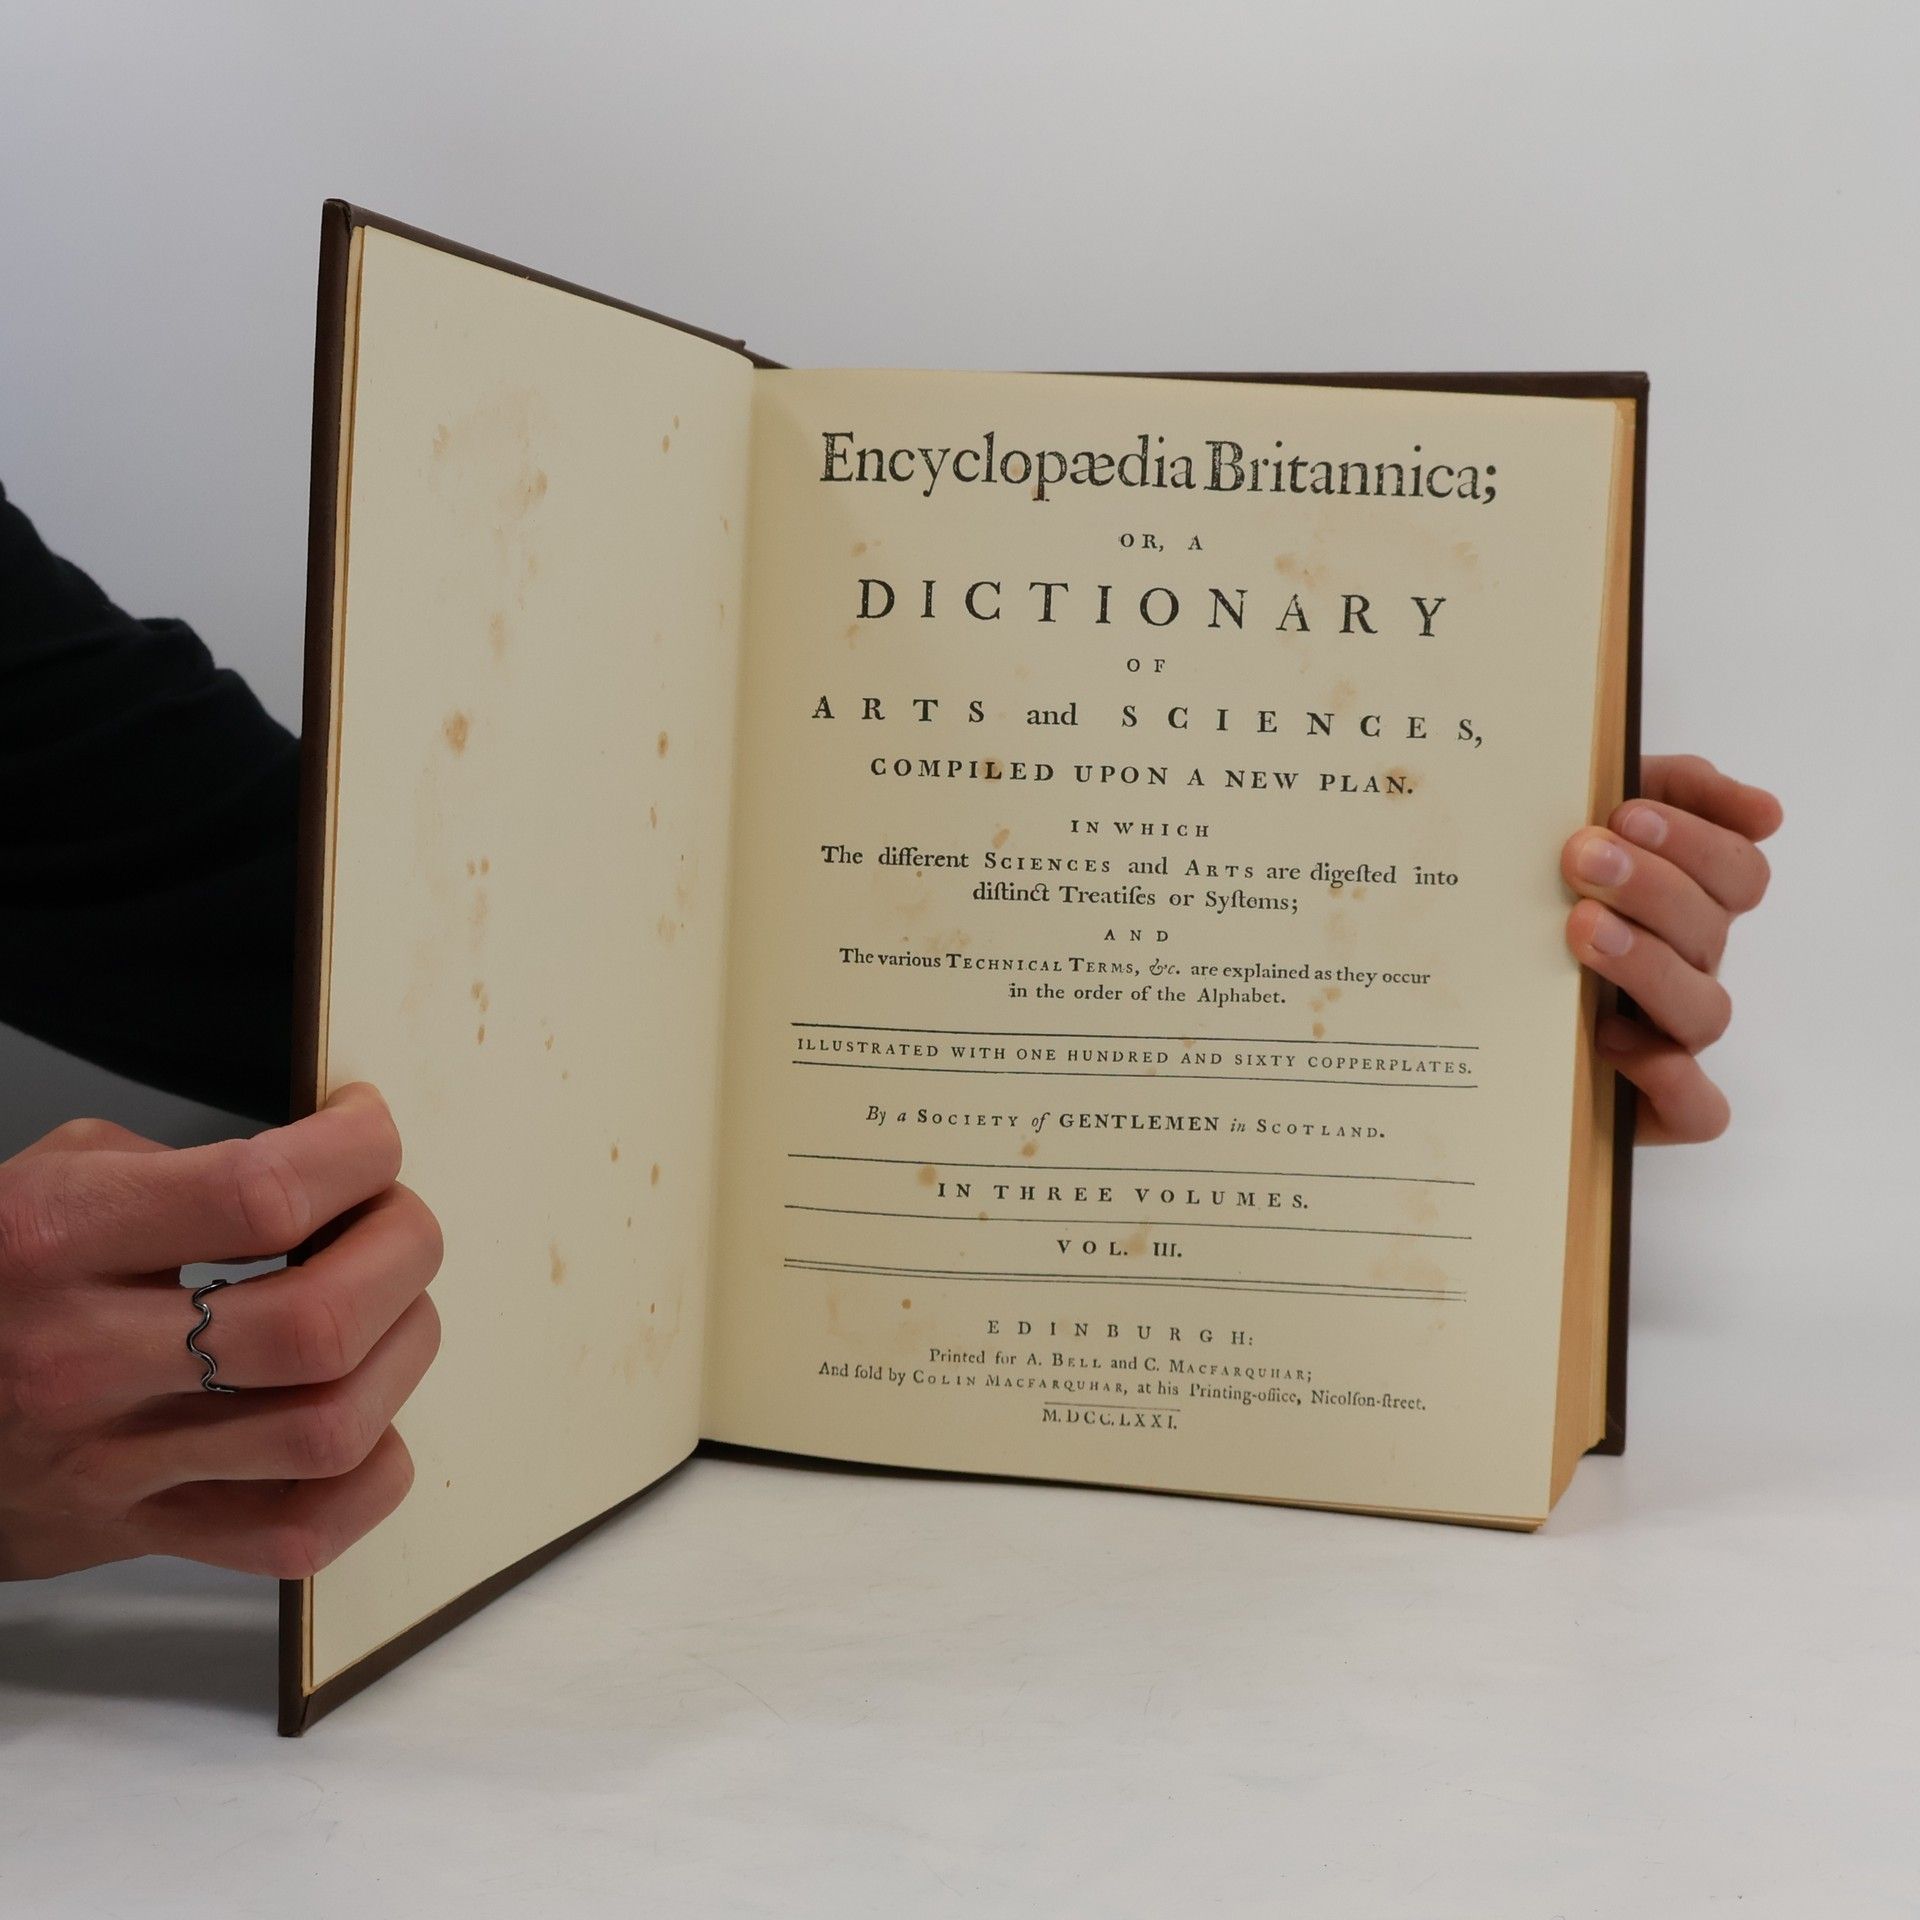 Encyclopædia Britannica;
OR, A
DICTIONARY
OF
ARTS and SCIENCES,
COMPILED UPON A NEW PLAN.
IN WHICH
The different SCIENCES and ARTS are digeſted into
diſtinct Treatiſes or Syſtems;
AND
The various TECHNICAL TERMS, &c. are explained as they occur
in the order of the Alphabet.
ILLUSTRATED WITH ONE HUNDRED AND SIXTY COPPERPLATES.
By a SOCIETY of GENTLEMEN in SCOTLAND.
IN THREE VOLUMES.
VOL. III.
EDINBURGH:
Printed for A. BELL and C. MACFARQUHAR;
And ſold by COLIN MACFARQUHAR, at his Printing-office, Nicolſon-ſtreet.
M.DCC.LXXI.